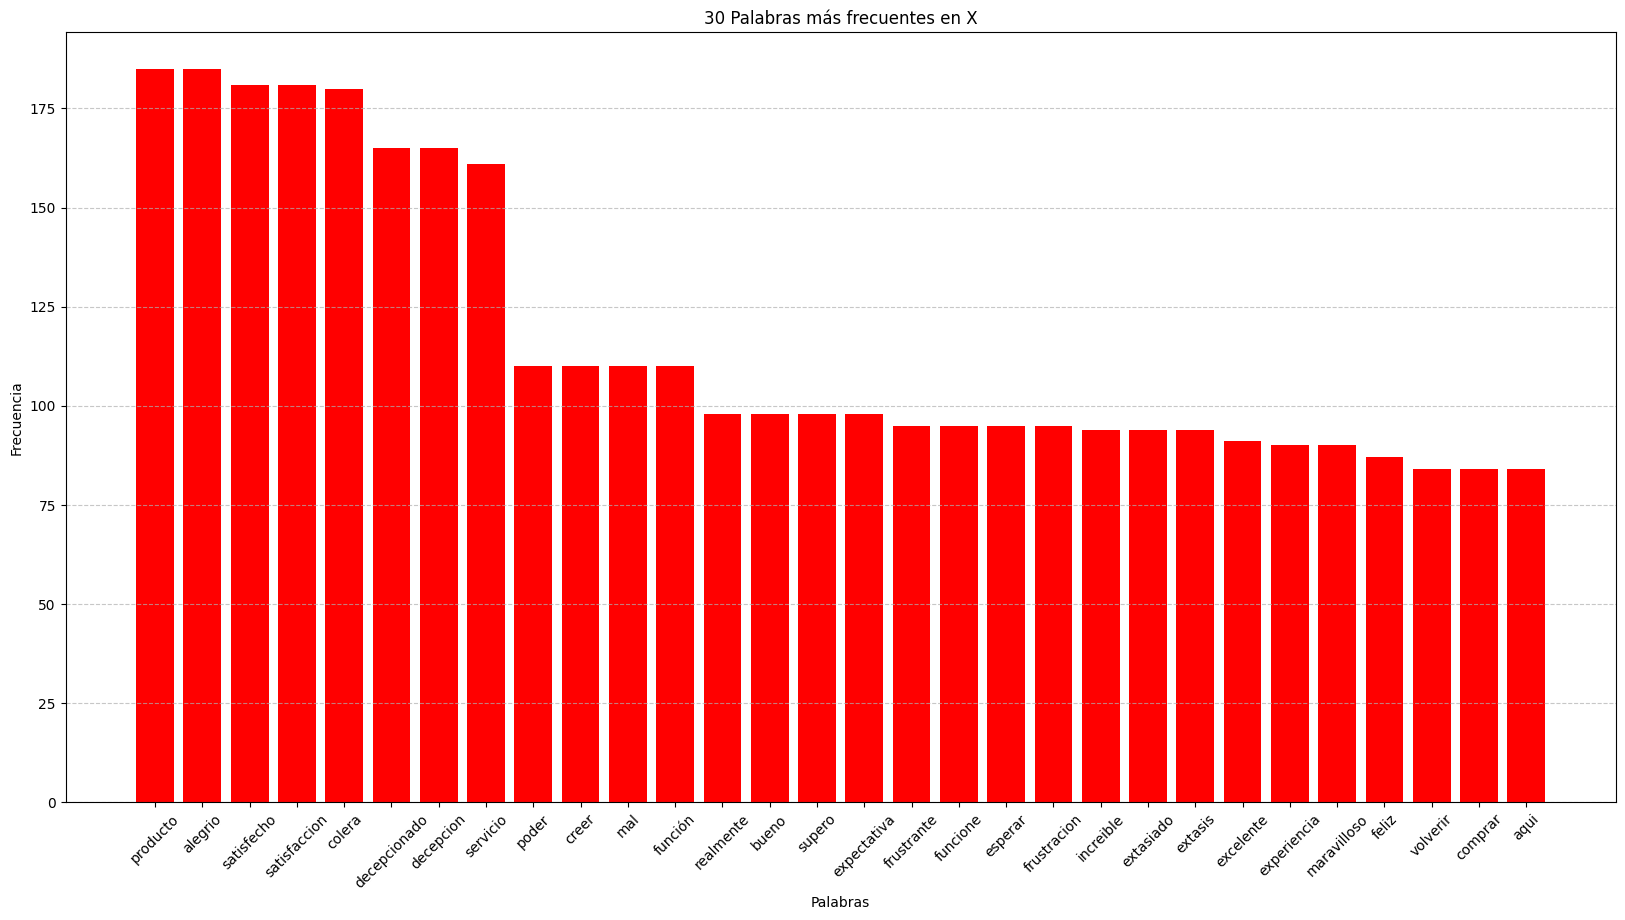 30 Palabras más frecuentes en X
Frecuencia
175
150
125
100
75
50
25
0
producto
alegrio
satisfecho
satisfaccion
colera
decepcionado
decepcion
servicio
poder
creer
mal
función
realmente
bueno
supero
expectativa
frustrante
funcione
esperar
frustracion
increible
extasiado
extasis
excelente
experiencia
maravilloso
feliz
volverir
comprar
aqui
Palabras